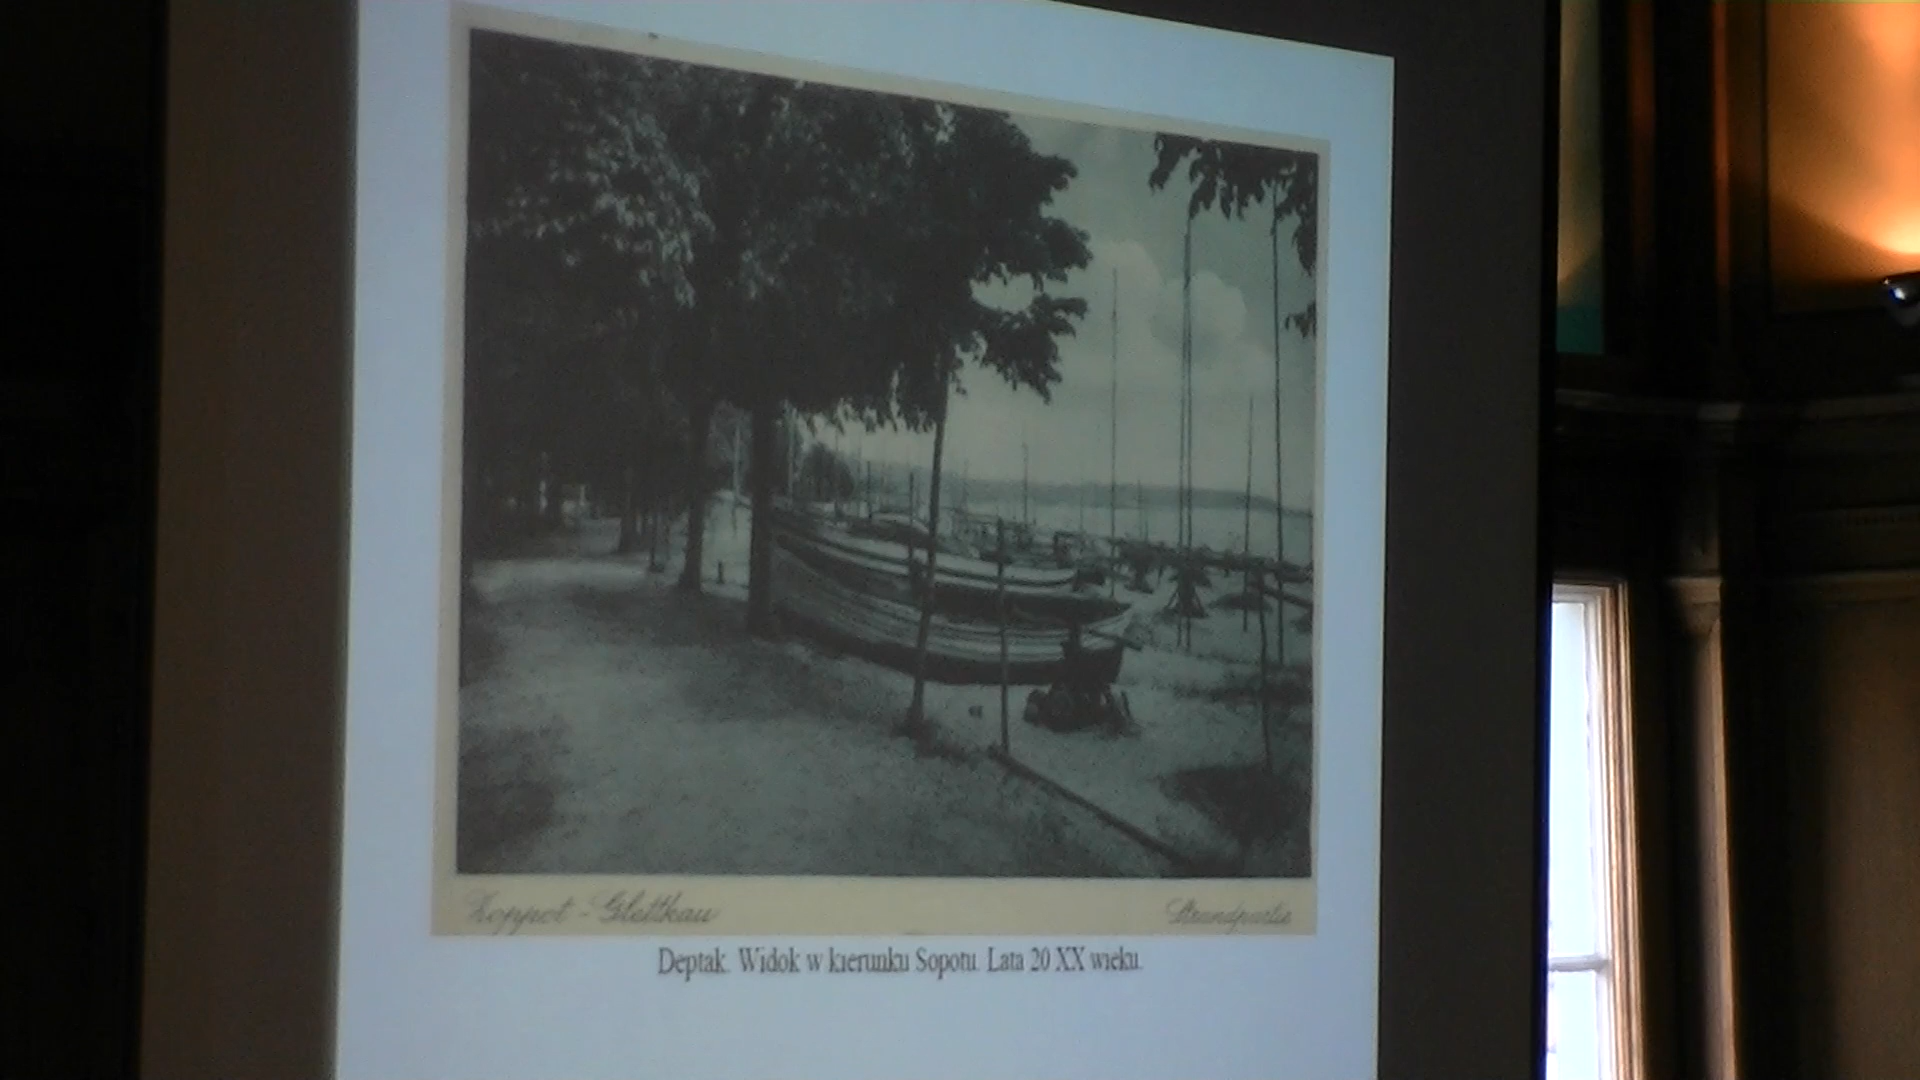 Zoppot - Glettkau
Strandpartie
Deptak. Widok w kierunku Sopotu. Lata 20 XX wieku.